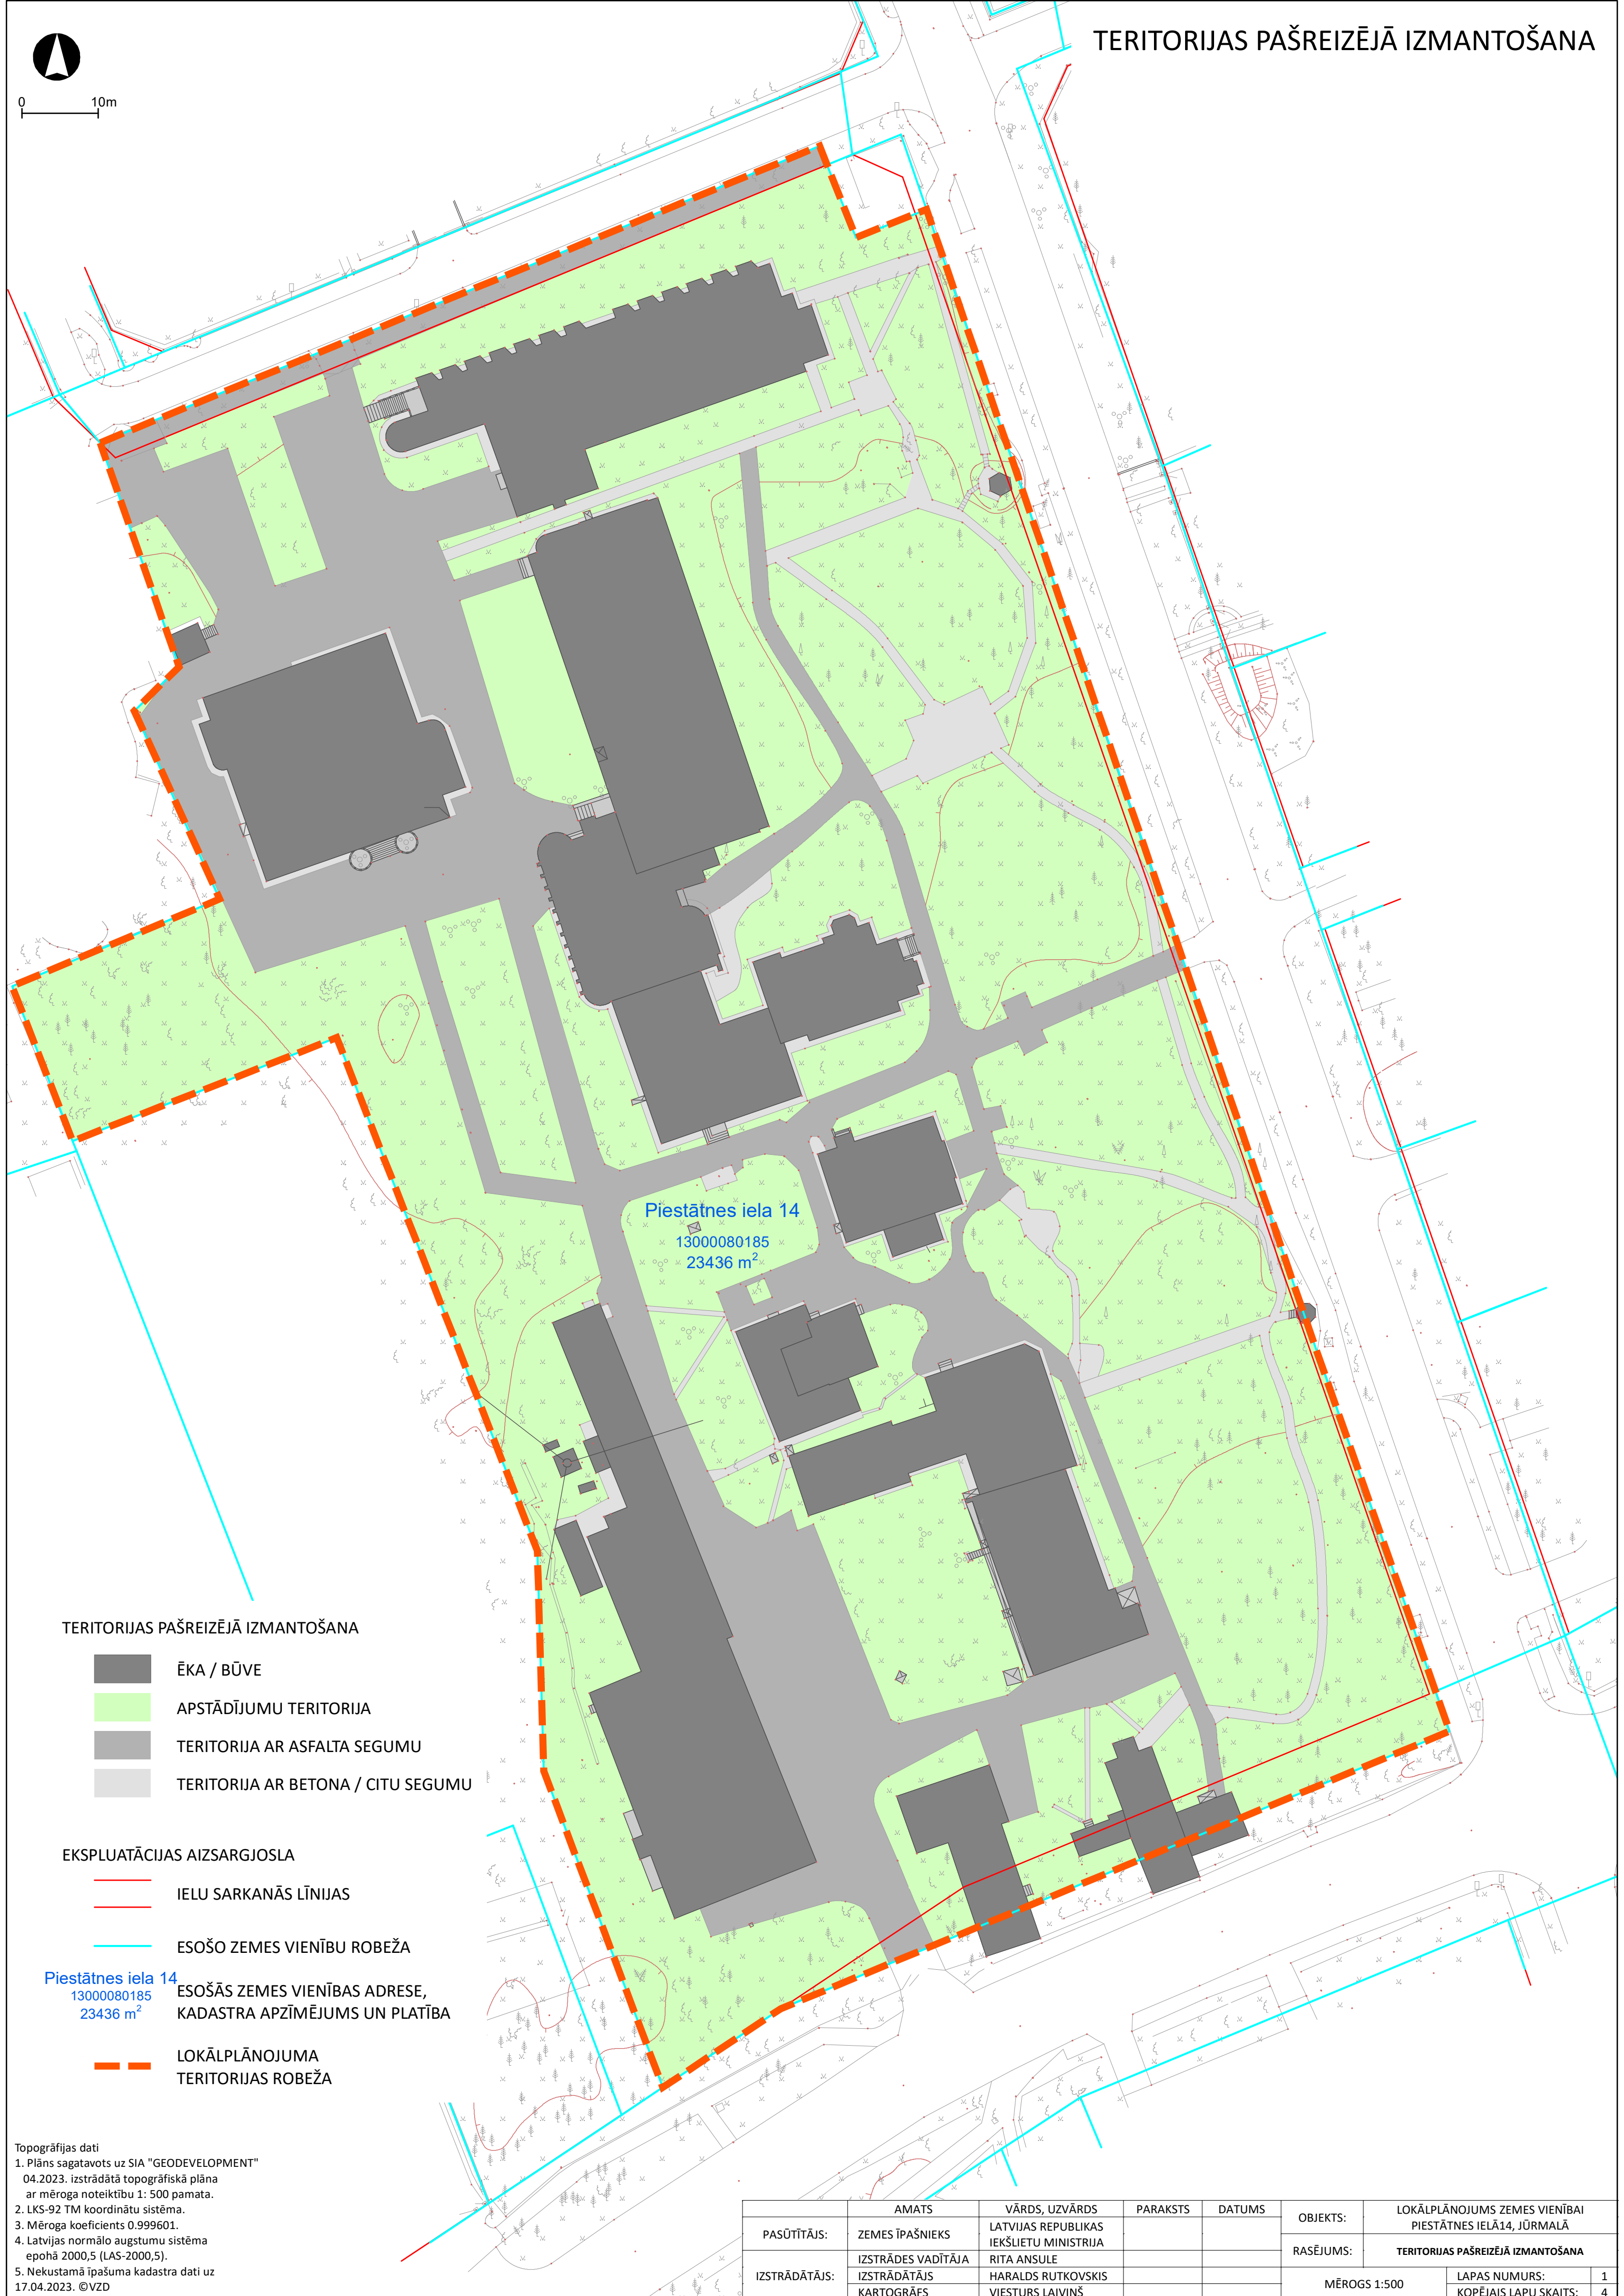 TERITORIJAS PAŠREIZĒJĀ IZMANTOŠANA
0 10m
Piestātnes iela 14
13000080185
23436 m²
TERITORIJAS PAŠREIZĒJĀ IZMANTOŠANA
ĒKA / BŪVE
APSTĀDĪJUMU TERITORIJA
TERITORIJA AR ASFALTA SEGUMU
TERITORIJA AR BETONA / CITU SEGUMU
EKSPLUATĀCIJAS AIZSARGJOSLA
IELU SARKANĀS LĪNIJAS
ESOŠO ZEMES VIENĪBU ROBEŽA
Piestātnes iela 14
13000080185
23436 m²
ESOŠĀS ZEMES VIENĪBAS ADRESE,
KADASTRA APZĪMĒJUMS UN PLATĪBA
LOKĀLPLĀNOJUMA
TERITORIJAS ROBEŽA
Topogrāfijas dati
1. Plāns sagatavots uz SIA "GEODEVELOPMENT"
04.2023. izstrādātā topogrāfiskā plāna
ar mēroga noteiktību 1: 500 pamata.
2. LKS-92 TM koordinātu sistēma.
3. Mēroga koeficients 0.999601.
4. Latvijas normālo augstumu sistēma
epohā 2000,5 (LAS-2000,5).
5. Nekustamā īpašuma kadastra dati uz
17.04.2023. ©VZD
AMATS VĀRDS, UZVĀRDS PARAKSTS DATUMS
PASŪTĪTĀJS: ZEMES ĪPAŠNIEKS LATVIJAS REPUBLIKAS
IEKŠLIETU MINISTRIJA
IZSTRĀDĀTĀJS: IZSTRĀDES VADĪTĀJA RITA ANSULE
IZSTRĀDĀTĀJS HARALDS RUTKOVSKIS
KARTOGRĀFS VIESTURS LAIVIŅŠ
OBJEKTS: LOKĀLPLĀNOJUMS ZEMES VIENĪBAI
PIESTĀTNES IELĀ14, JŪRMALĀ
RASĒJUMS: TERITORIJAS PAŠREIZĒJĀ IZMANTOŠANA
MĒROGS 1:500 LAPAS NUMURS: 1
KOPĒJAIS LAPU SKAITS: 4